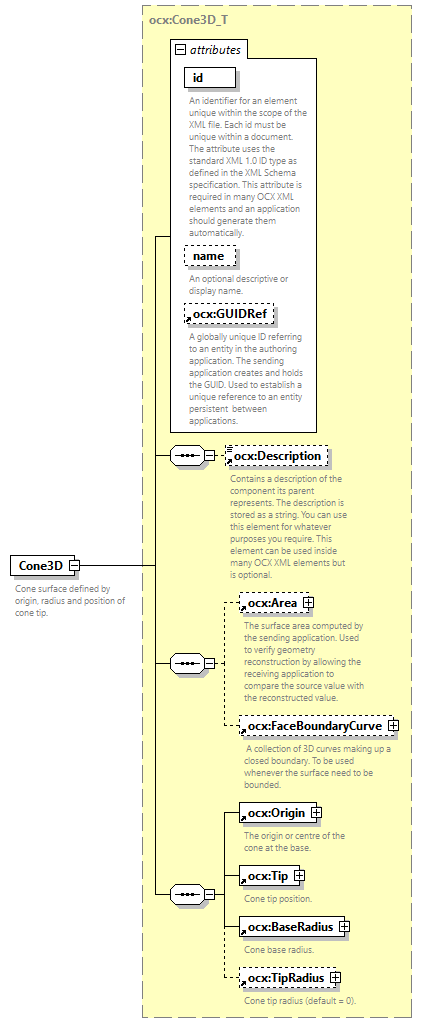 ocx:Cone3D_T
attributes
id
An identifier for an element
unique within the scope of the
XML file. Each id must be
unique within a document.
The attribute uses the
standard XML 1.0 ID type as
defined in the XML Schema
specification. This attribute is
required in many OCX XML
elements and an application
should generate them
automatically.
name
An optional descriptive or
display name.
ocx:GUIDRef
A globally unique ID referring
to an entity in the authoring
application. The sending
application creates and holds
the GUID. Used to establish a
unique reference to an entity
persistent between
applications.
ocx:Description
Contains a description of the
component its parent
represents. The description is
stored as a string. You can use
this element for whatever
purposes you require. This
element can be used inside
many OCX XML elements but
is optional.
Cone3D
Cone surface defined by
origin, radius and position of
cone tip.
ocx:Area
The surface area computed by
the sending application. Used
to verify geometry
reconstruction by allowing the
receiving application to
compare the source value with
the reconstructed value.
ocx:FaceBoundaryCurve
A collection of 3D curves making up a
closed boundary. To be used
whenever the surface need to be
bounded.
ocx:Origin
The origin or centre of the
cone at the base.
ocx:Tip
Cone tip position.
ocx:BaseRadius
Cone base radius.
ocx:TipRadius
Cone tip radius (default = 0).